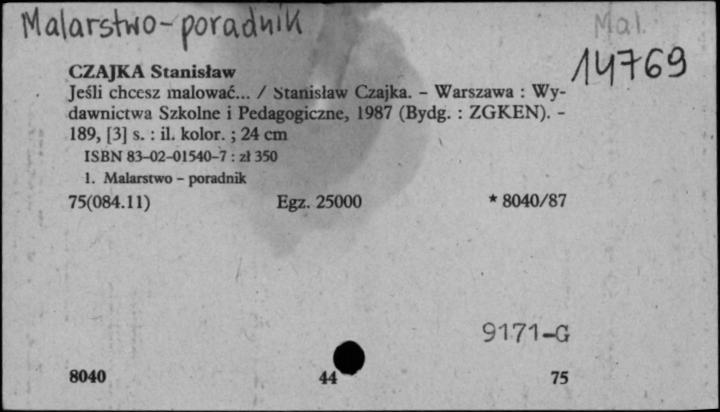 Malarstwo-poradnik
Mal.
14769
CZAJKA Stanisław
Jeśli chcesz malować... / Stanisław Czajka. – Warszawa : Wy-
dawnictwa Szkolne i Pedagogiczne, 1987 (Bydg. : ZGKEN). –
189, [3] s. : il. kolor. ; 24 cm
ISBN 83-02-01540-7 : zł 350
1. Malarstwo – poradnik
75(084.11) Egz. 25000 * 8040/87
9171-G
8040 44 75